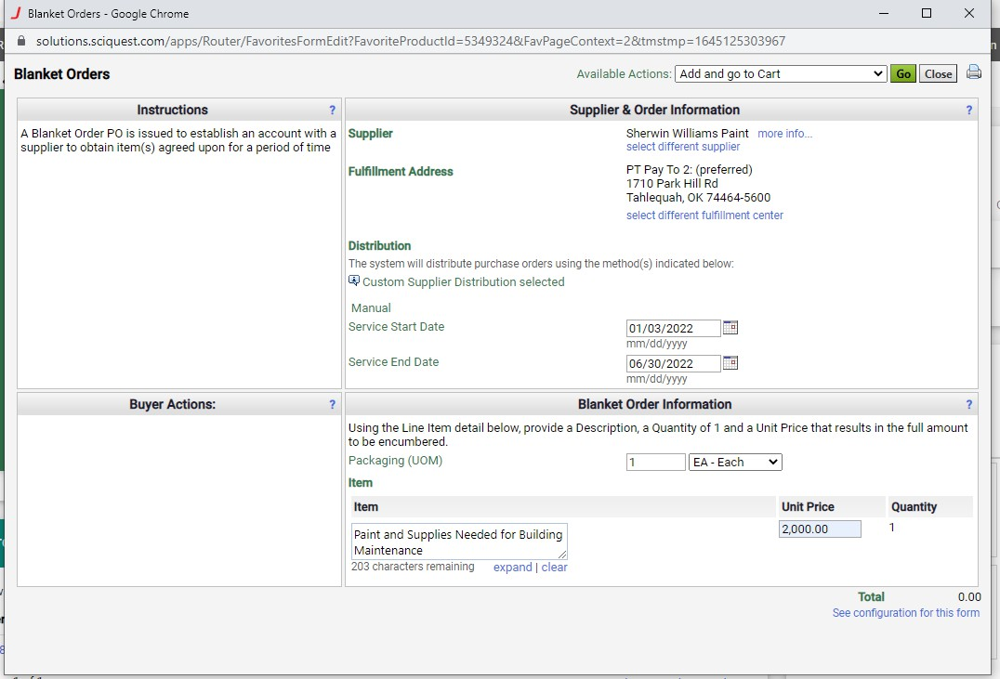 Blanket Orders - Google Chrome
solutions.sciquest.com/apps/Router/FavoritesFormEdit?FavoriteProductId=5349324&FavPageContext=2&tmstmp=1645125303967
Blanket Orders
Available Actions: Add and go to Cart Go Close
Instructions ?
A Blanket Order PO is issued to establish an account with a
supplier to obtain item(s) agreed upon for a period of time
Supplier & Order Information ?
Supplier Sherwin Williams Paint more info...
select different supplier
Fulfillment Address PT Pay To 2: (preferred)
1710 Park Hill Rd
Tahlequah, OK 74464-5600
select different fulfillment center
Distribution
The system will distribute purchase orders using the method(s) indicated below:
Custom Supplier Distribution selected
Manual
Service Start Date 01/03/2022
mm/dd/yyyy
Service End Date 06/30/2022
mm/dd/yyyy
Buyer Actions: ?
Blanket Order Information ?
Using the Line Item detail below, provide a Description, a Quantity of 1 and a Unit Price that results in the full amount
to be encumbered.
Packaging (UOM) 1 EA - Each
Item
Item Unit Price Quantity
Paint and Supplies Needed for Building
Maintenance
2,000.00 1
203 characters remaining expand | clear
Total 0.00
See configuration for this form